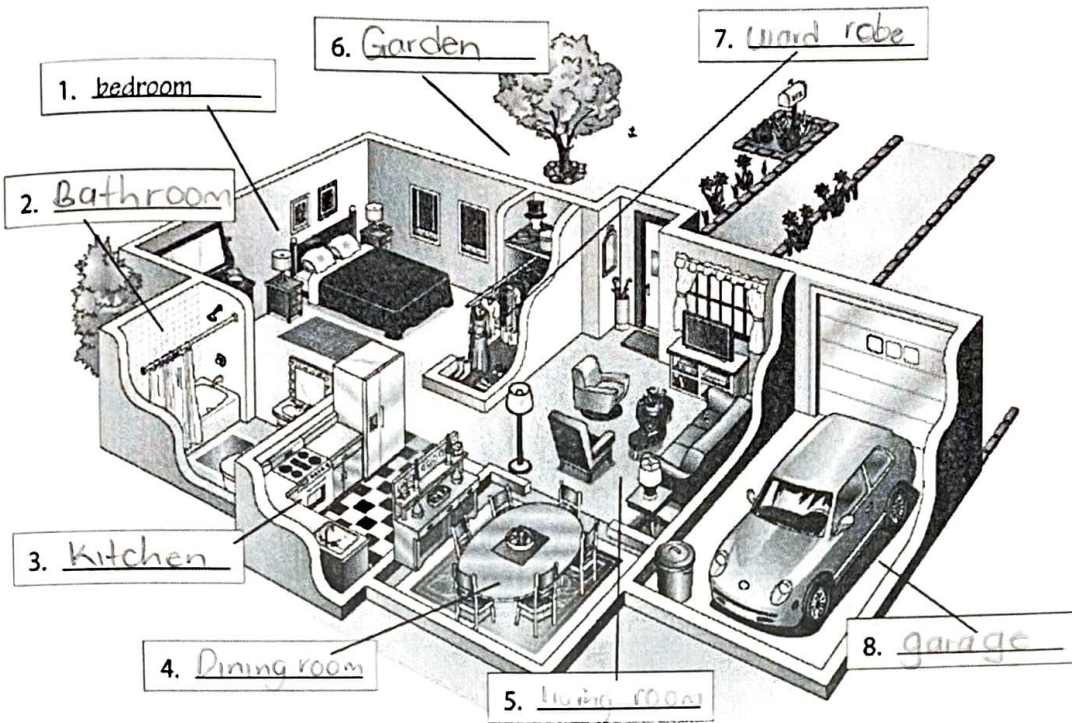 6. Garden
7. Ward robe
1. bedroom
2. Bathroom
3. Kitchen
4. Dining room
5. Living room
8. garage